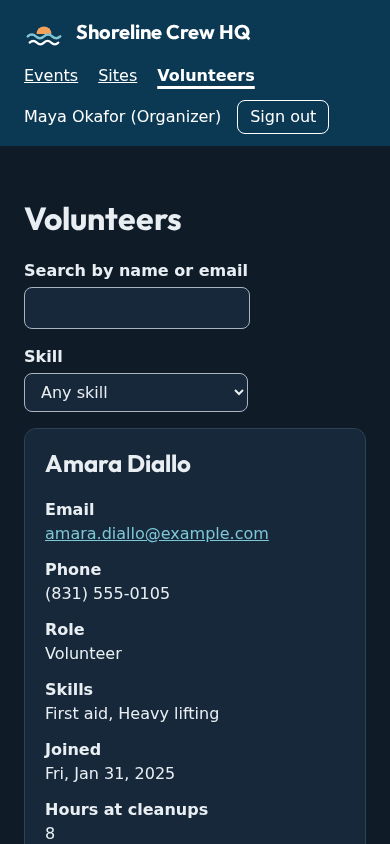 Shoreline Crew HQ
Events Sites Volunteers
Maya Okafor (Organizer) Sign out
Volunteers
Search by name or email
Skill
Any skill
Amara Diallo
Email
amara.diallo@example.com
Phone
(831) 555-0105
Role
Volunteer
Skills
First aid, Heavy lifting
Joined
Fri, Jan 31, 2025
Hours at cleanups
8